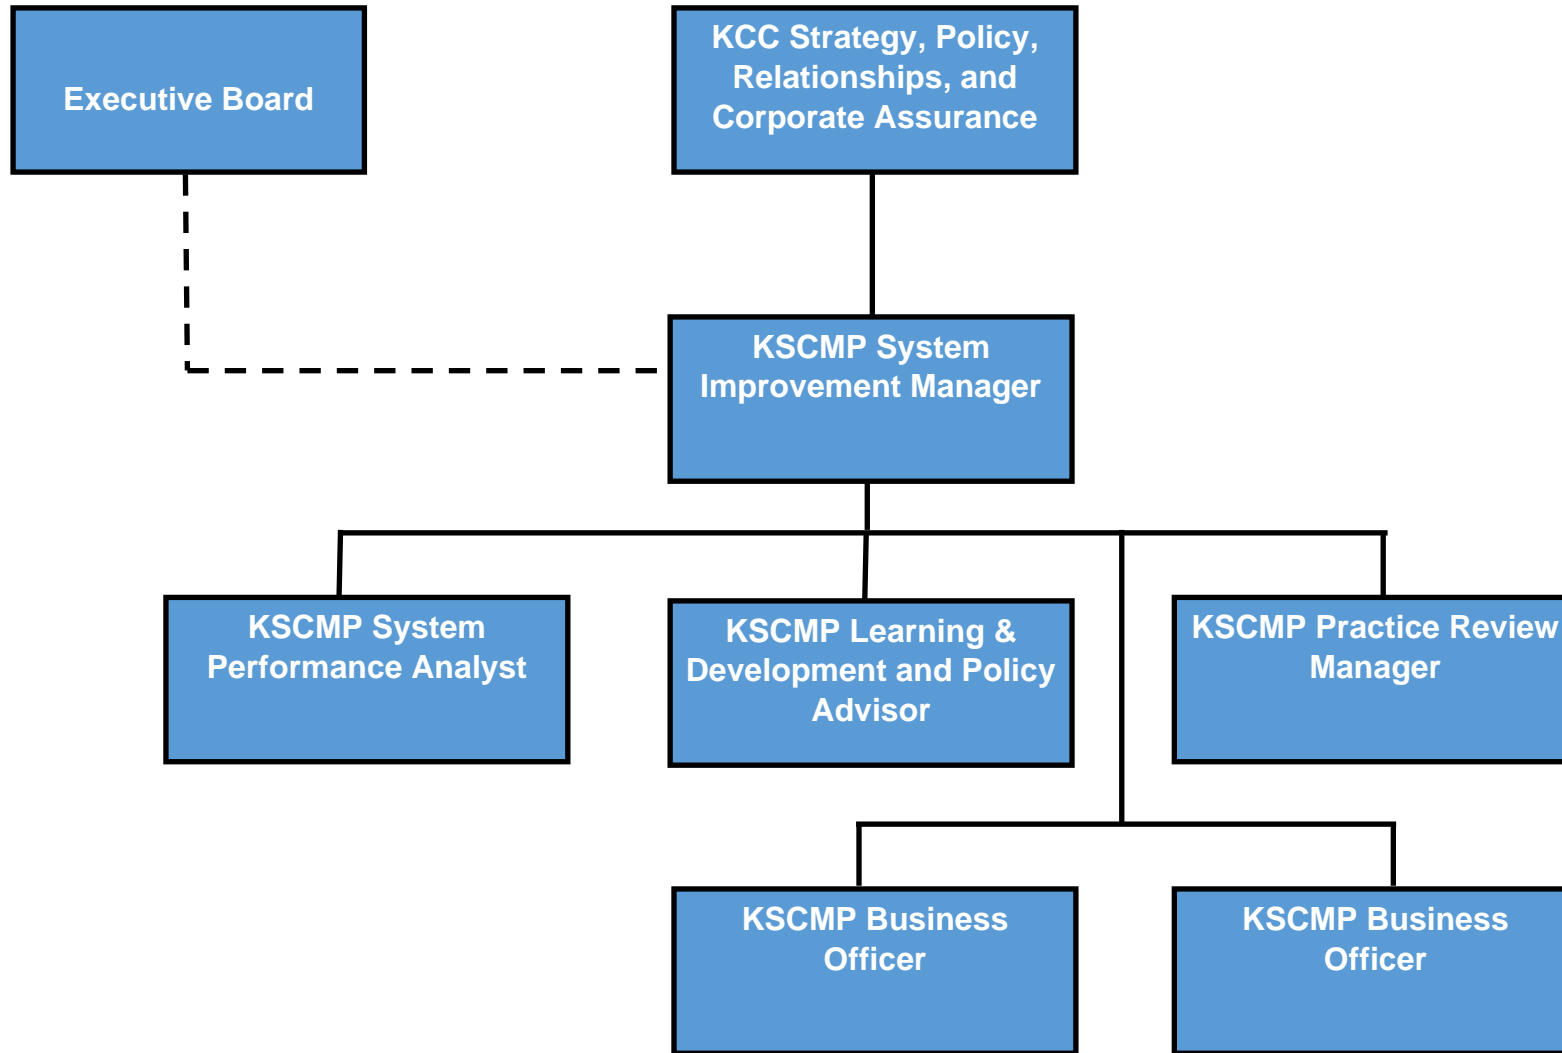 Executive Board
KCC Strategy, Policy,
Relationships, and
Corporate Assurance
KSCMP System
Improvement Manager
KSCMP System
Performance Analyst
KSCMP Learning &
Development and Policy
Advisor
KSCMP Practice Review
Manager
KSCMP Business
Officer
KSCMP Business
Officer